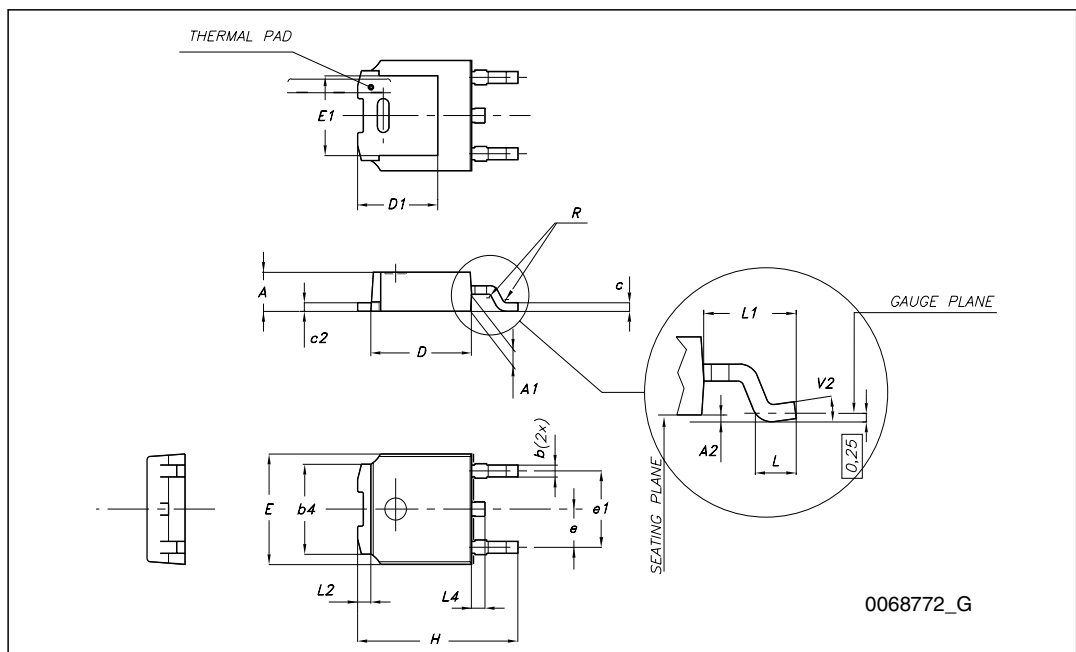 THERMAL PAD
E1
D1
R
A
c2
D
A1
c
GAUGE PLANE
L1
V2
A2
L
0,25
SEATING PLANE
b(2x)
E
b4
e
e1
L2
L4
H
0068772_G